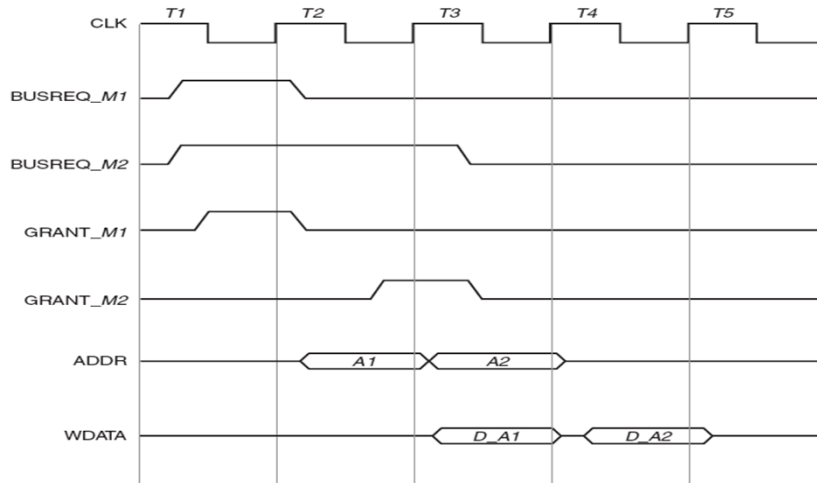 T1 T2 T3 T4 T5
CLK
BUSREQ_M1
BUSREQ_M2
GRANT_M1
GRANT_M2
ADDR A1 A2
WDATA D_A1 D_A2